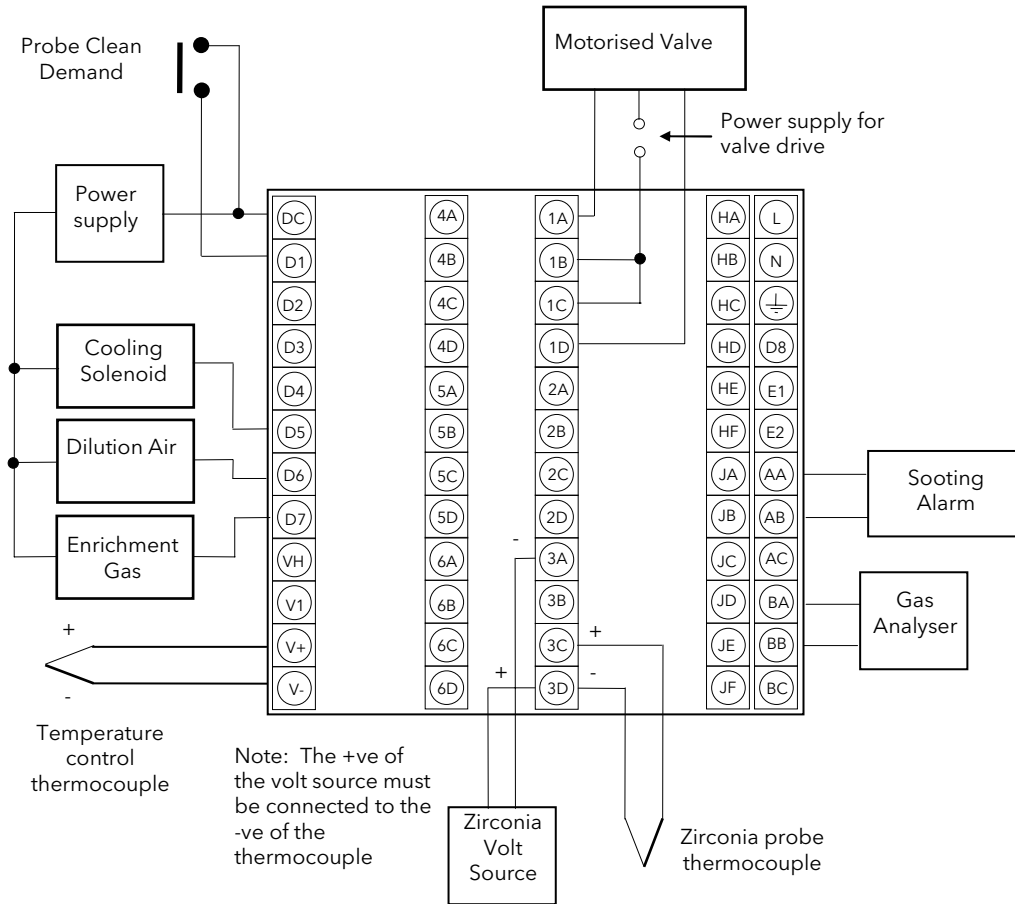 Probe Clean
Demand
Motorised Valve
Power supply for
valve drive
Power
supply
Cooling
Solenoid
Dilution Air
Enrichment
Gas
+
-
Temperature
control
thermocouple
DC
D1
D2
D3
D4
D5
D6
D7
VH
V1
V+
V-
4A
4B
4C
4D
5A
5B
5C
5D
6A
6B
6C
6D
1A
1B
1C
1D
2A
2B
2C
2D
3A
3B
3C
3D
-
+
+
-
HA
HB
HC
HD
HE
HF
JA
JB
JC
JD
JE
JF
L
N
D8
E1
E2
AA
AB
AC
BA
BB
BC
Sooting
Alarm
Gas
Analyser
Note: The +ve of
the volt source must
be connected to the
-ve of the
thermocouple
Zirconia
Volt
Source
Zirconia probe
thermocouple